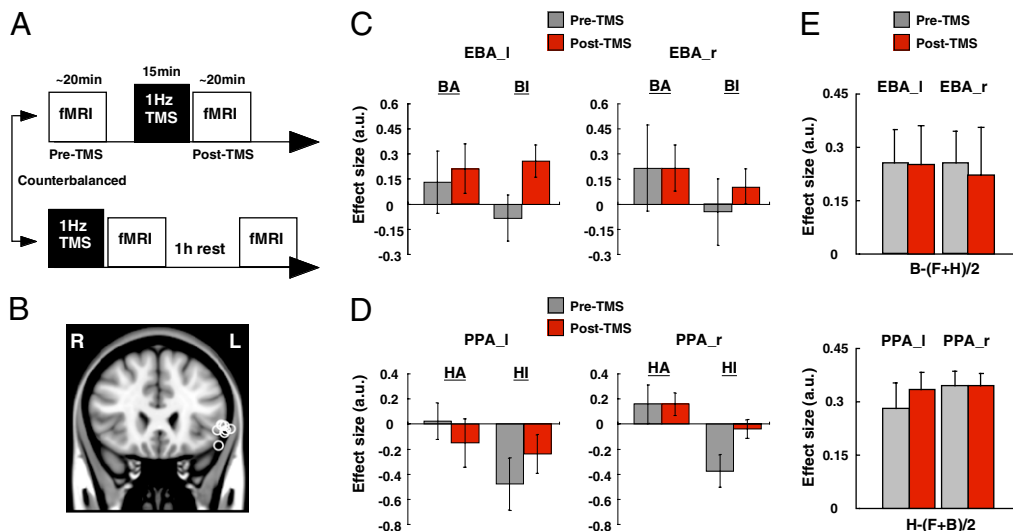 A
~20min
15min
~20min
fMRI
1Hz
TMS
fMRI
Pre-TMS
Post-TMS
Counterbalanced
1Hz
TMS
fMRI
1h rest
fMRI
B
R
L
C
Pre-TMS
Post-TMS
EBA_l
EBA_r
BA
BI
BA
BI
Effect size (a.u.)
0.6
0.45
0.3
0.15
0
-0.15
-0.3
Effect size (a.u.)
0.6
0.45
0.3
0.15
0
-0.15
-0.3
D
Pre-TMS
Post-TMS
PPA_l
PPA_r
HA
HI
HA
HI
Effect size (a.u.)
0.4
0.2
0
-0.2
-0.4
-0.6
-0.8
Effect size (a.u.)
0.4
0.2
0
-0.2
-0.4
-0.6
-0.8
E
Pre-TMS
Post-TMS
EBA_l
EBA_r
Effect size (a.u.)
0.45
0.3
0.15
0
B-(F+H)/2
PPA_l
PPA_r
Effect size (a.u.)
0.45
0.3
0.15
0
H-(F+B)/2